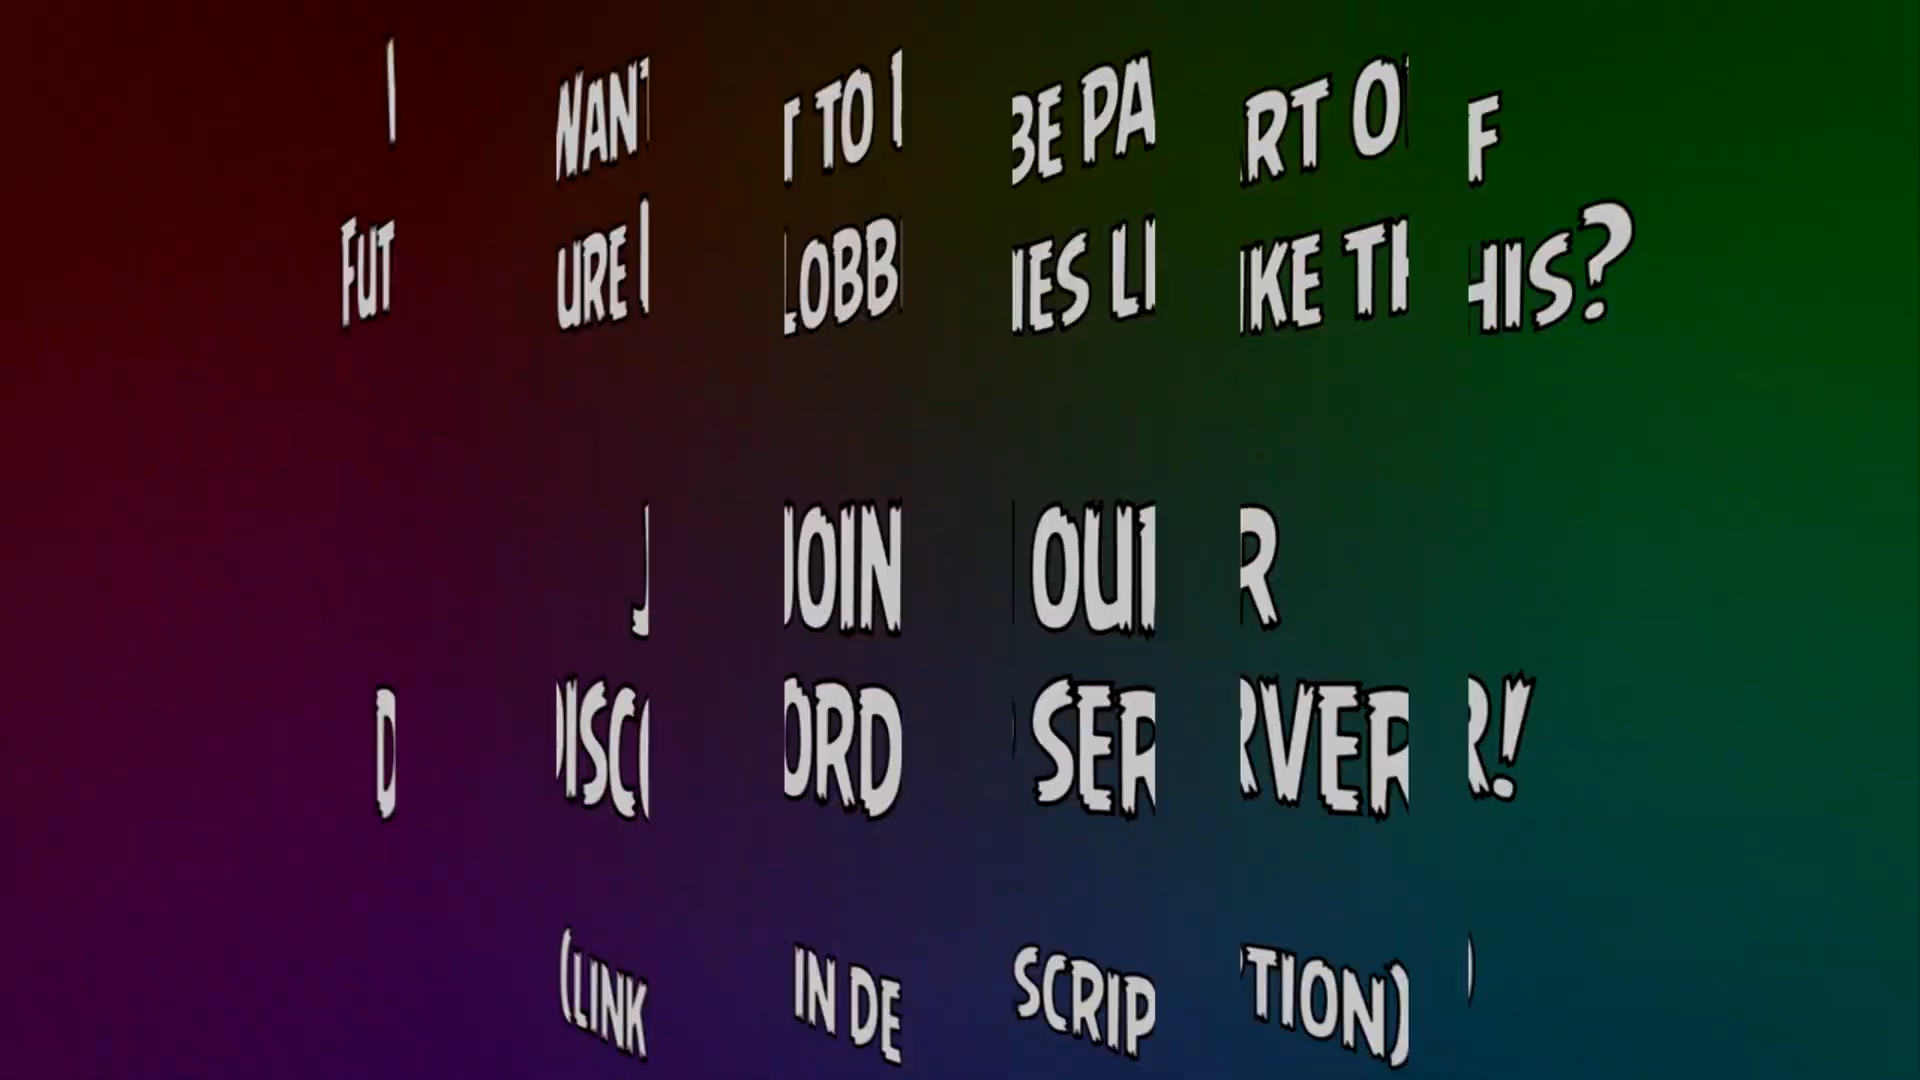 I WANT TO BE PART OF
FUTURE LOBBIES LIKE THIS?
JOIN OUR
DISCORD SERVER!
(LINK IN DESCRIPTION)